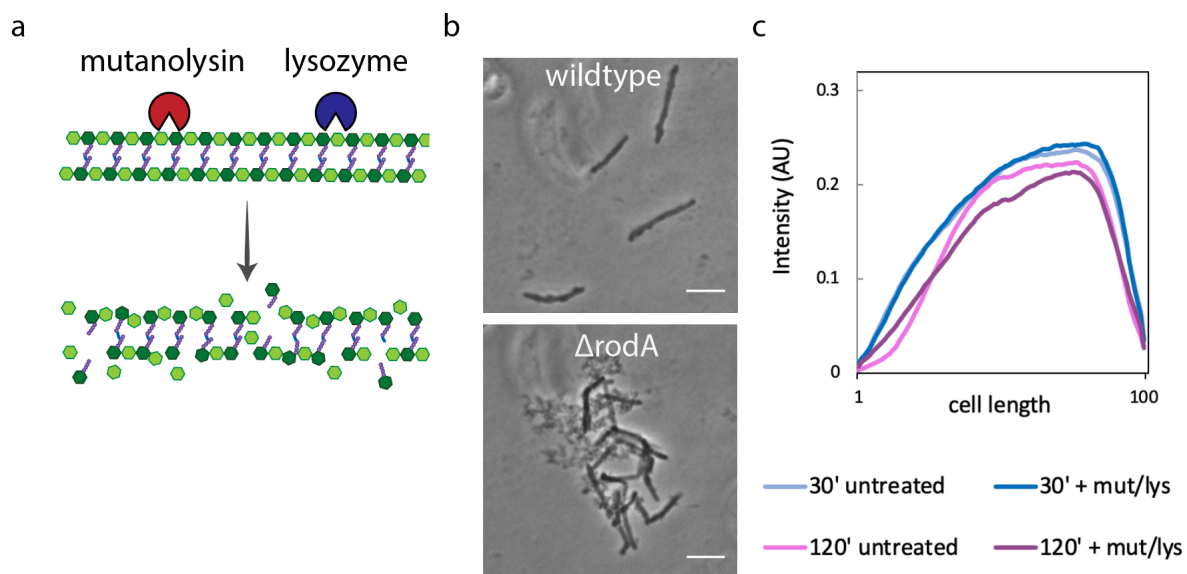 a
mutanolysin
lysozyme
b
wildtype
ΔrodA
c
Intensity (AU)
0.3
0.2
0.1
0
1
cell length
100
30' untreated
30' + mut/lys
120' untreated
120' + mut/lys